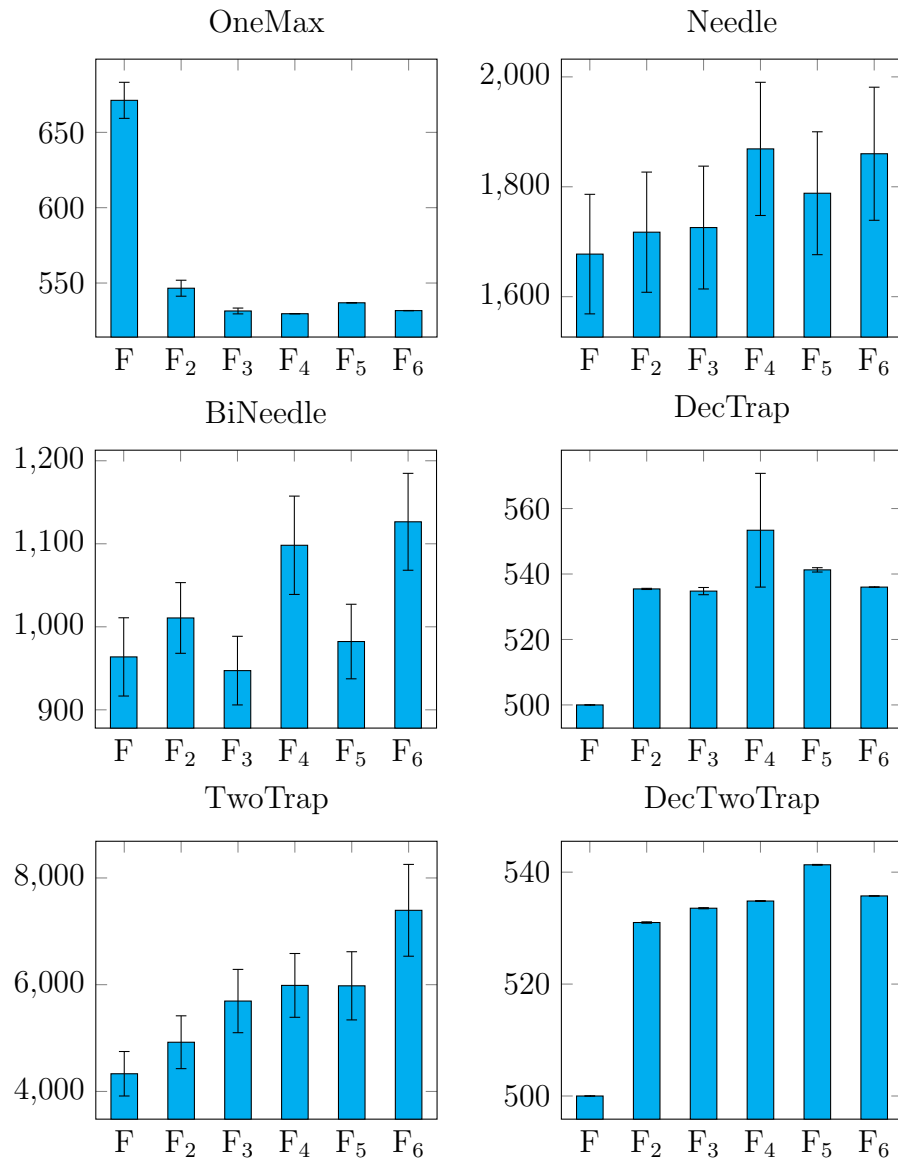 OneMax
650
600
550
F F₂ F₃ F₄ F₅ F₆
Needle
2,000
1,800
1,600
F F₂ F₃ F₄ F₅ F₆
BiNeedle
1,200
1,100
1,000
900
F F₂ F₃ F₄ F₅ F₆
DecTrap
560
540
520
500
F F₂ F₃ F₄ F₅ F₆
TwoTrap
8,000
6,000
4,000
F F₂ F₃ F₄ F₅ F₆
DecTwoTrap
540
520
500
F F₂ F₃ F₄ F₅ F₆